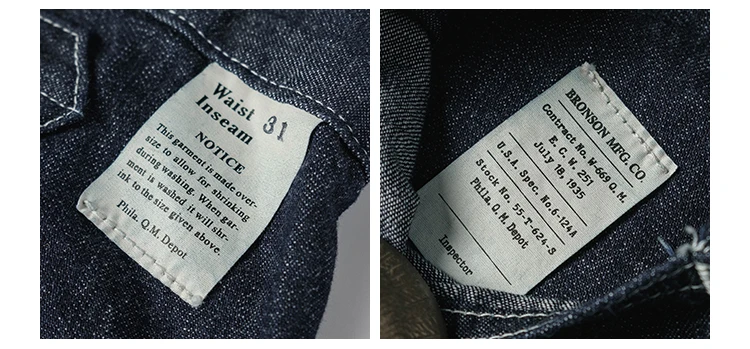 Waist 31
Inseam
NOTICE
This garment is made over-
size to allow for shrinking
during washing. When gar-
ment is washed it will shr-
ink to the size given above.
Phila. Q.M. Depot
BRONSON MFG. CO.
Contract No. W-669 Q. M.
E. C. W. 251
July 18, 1935
U.S.A. Spec. No.6-124A
Stock No. 55-T-624-S
Phila. Q. M. Depot
Inspector